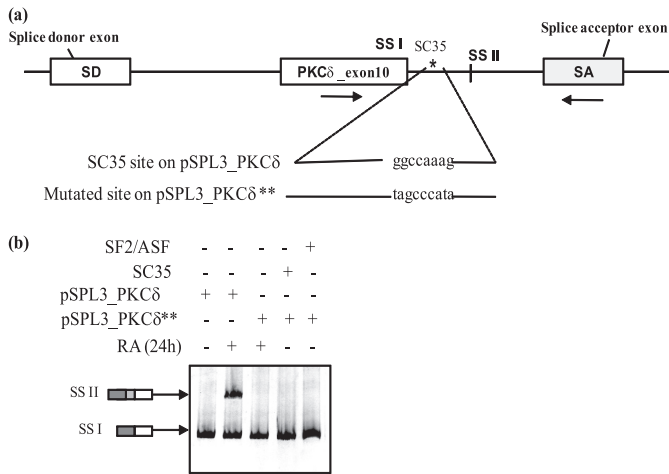 (a)
Splice donor exon
Splice acceptor exon
SS I
SC35
SS II
*
SD
PKCδ_exon10
SA
SC35 site on pSPL3_PKCδ
ggccaaag
Mutated site on pSPL3_PKCδ**
tagcccata
(b)
SF2/ASF - - - - +
SC35 - - - + -
pSPL3_PKCδ + + - - -
pSPL3_PKCδ** - - + + +
RA (24h) - + + - -
SS II
SS I